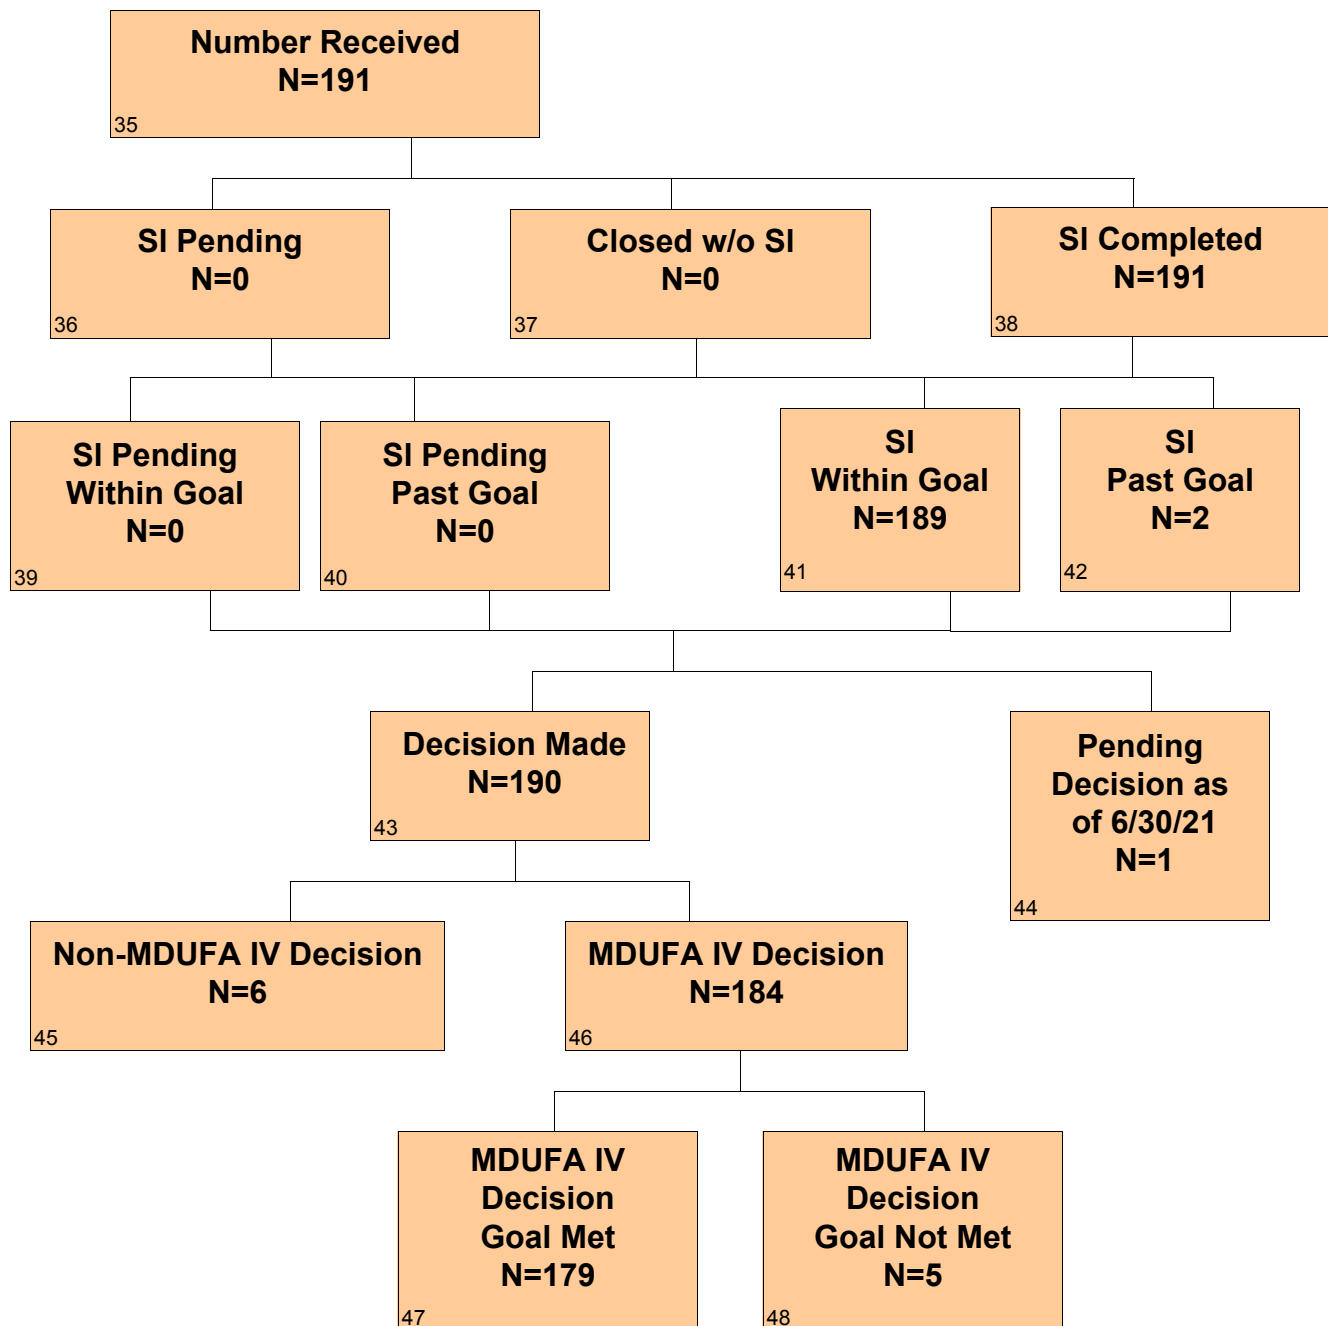 Number Received
N=191
35
SI Pending
N=0
36
Closed w/o SI
N=0
37
SI Completed
N=191
38
SI Pending
Within Goal
N=0
39
SI Pending
Past Goal
N=0
40
SI
Within Goal
N=189
41
SI
Past Goal
N=2
42
Decision Made
N=190
43
Pending
Decision as
of 6/30/21
N=1
44
Non-MDUFA IV Decision
N=6
45
MDUFA IV Decision
N=184
46
MDUFA IV
Decision
Goal Met
N=179
47
MDUFA IV
Decision
Goal Not Met
N=5
48